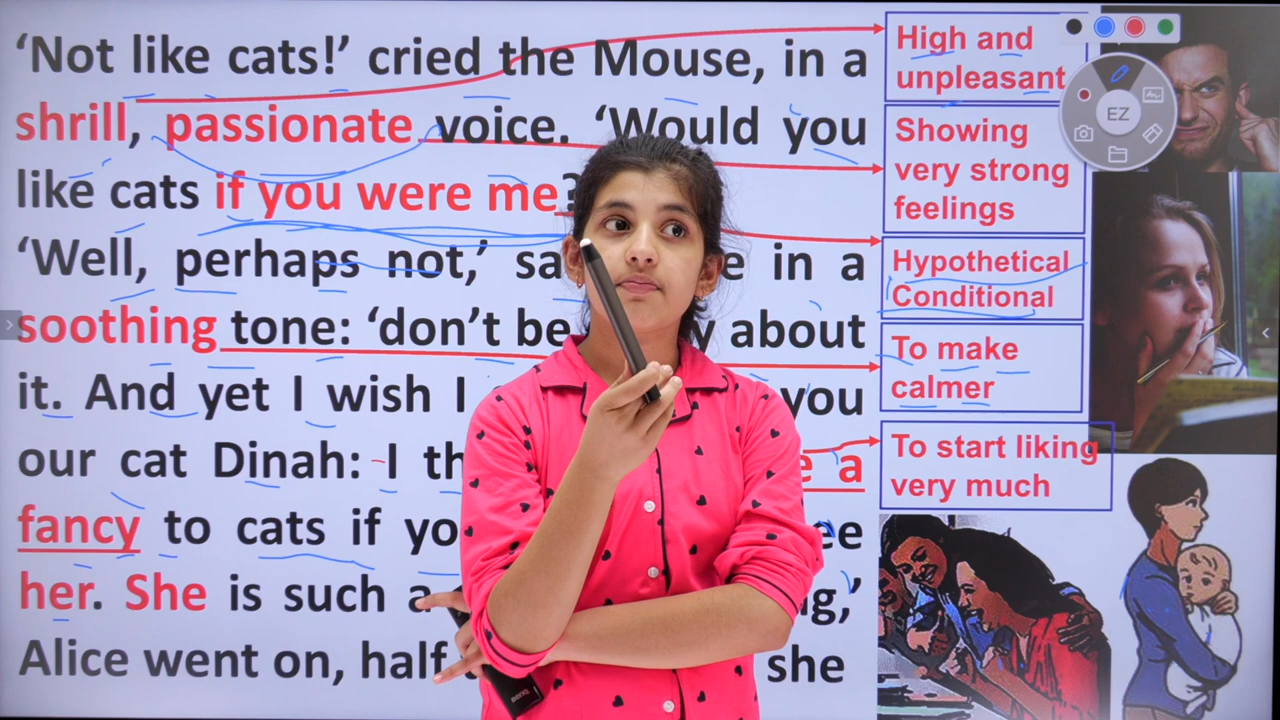 ‘Not like cats!’ cried the Mouse, in a
shrill, passionate voice. ‘Would you
like cats if you were me?
‘Well, perhaps not,’ sa e in a
soothing tone: ‘don’t be y about
it. And yet I wish I you
our cat Dinah: I th e a
fancy to cats if yo ee
her. She is such a g,’
Alice went on, half she
High and
unpleasant
Showing
very strong
feelings
Hypothetical
Conditional
To make
calmer
To start liking
very much
EZ